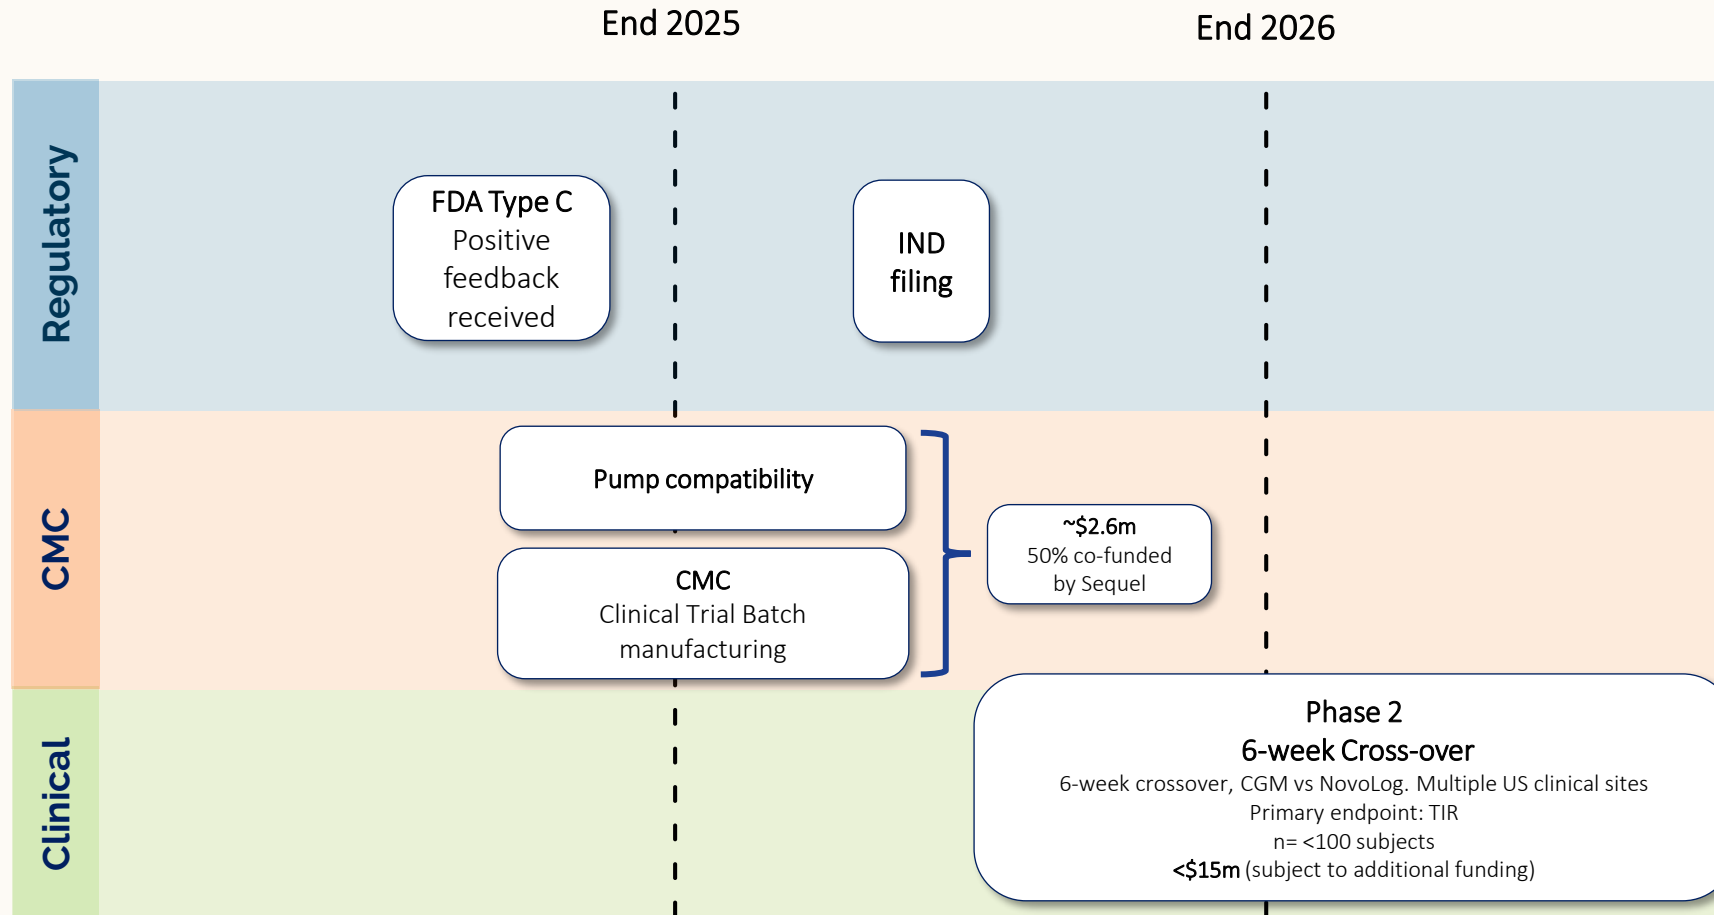 End 2025
End 2026
Regulatory
FDA Type C
Positive
feedback
received
IND
filing
CMC
Pump compatibility
CMC
Clinical Trial Batch
manufacturing
~$2.6m
50% co-funded
by Sequel
Clinical
Phase 2
6-week Cross-over
6-week crossover, CGM vs NovoLog. Multiple US clinical sites
Primary endpoint: TIR
n= <100 subjects
<$15m (subject to additional funding)